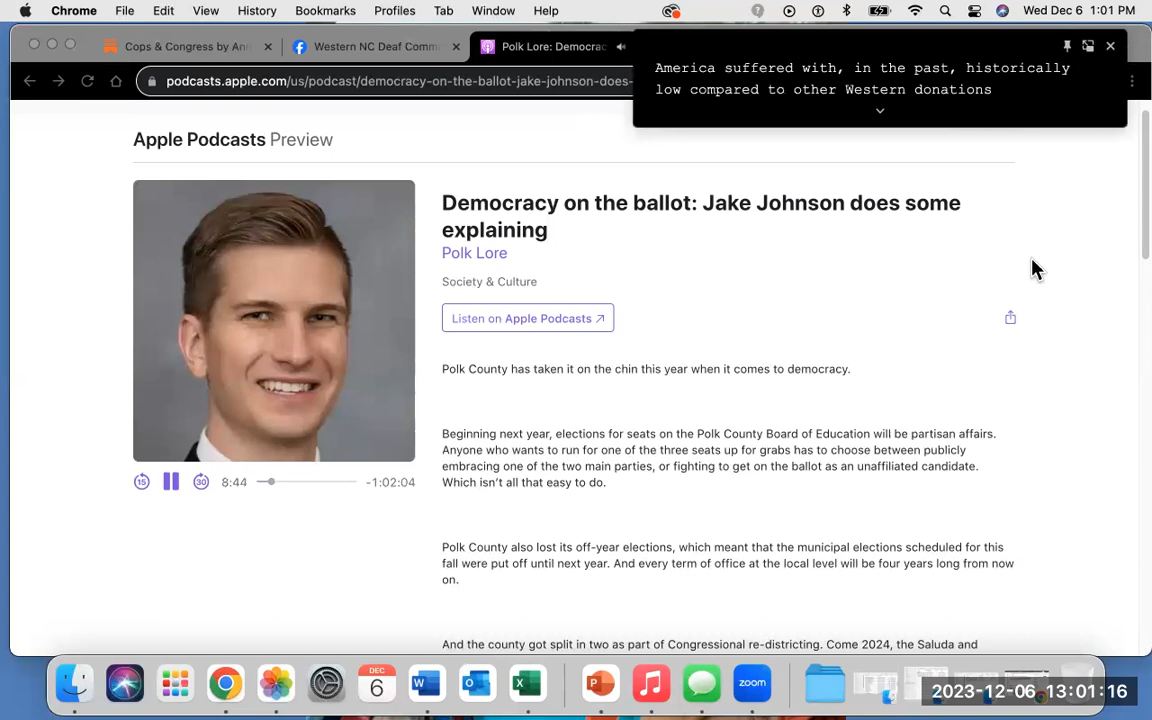 Chrome File Edit View History Bookmarks Profiles Tab Window Help Wed Dec 6 1:01 PM
Cops & Congress by An Western NC Deaf Comm Polk Lore: Democrac
podcasts.apple.com/us/podcast/democracy-on-the-ballot-jake-johnson-does-
America suffered with, in the past, historically
low compared to other Western donations
Apple Podcasts Preview
Democracy on the ballot: Jake Johnson does some
explaining
Polk Lore
Society & Culture
Listen on Apple Podcasts ↗
Polk County has taken it on the chin this year when it comes to democracy.
Beginning next year, elections for seats on the Polk County Board of Education will be partisan affairs.
Anyone who wants to run for one of the three seats up for grabs has to choose between publicly
embracing one of the two main parties, or fighting to get on the ballot as an unaffiliated candidate.
Which isn't all that easy to do.
15 30 8:44 -1:02:04
Polk County also lost its off-year elections, which meant that the municipal elections scheduled for this
fall were put off until next year. And every term of office at the local level will be four years long from now
on.
And the county got split in two as part of Congressional re-districting. Come 2024, the Saluda and
DEC
6 zoom
2023-12-06 13:01:16